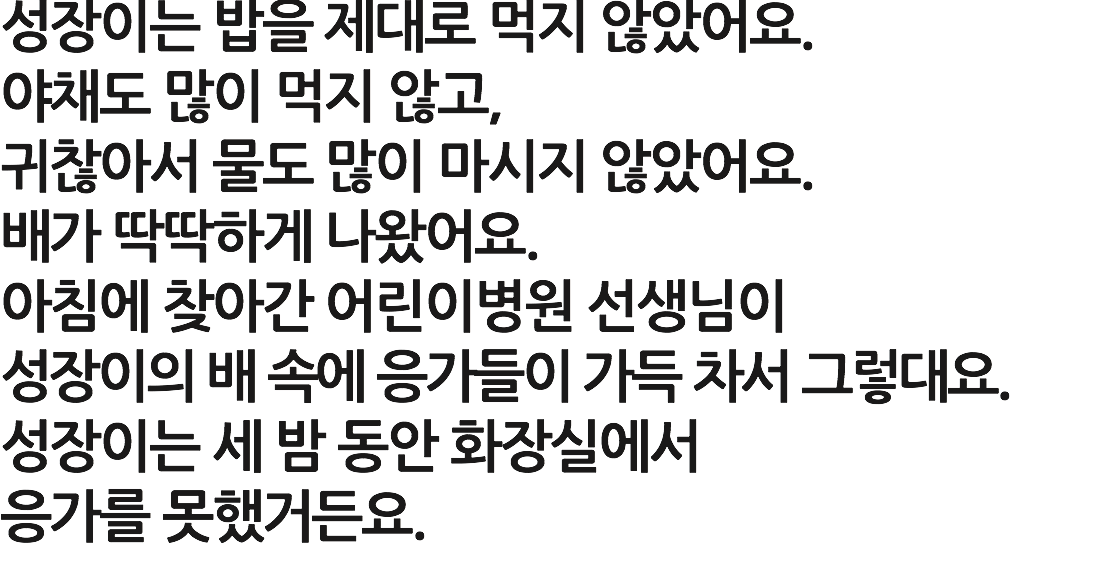 성장이는 밥을 제대로 먹지 않았어요.
야채도 많이 먹지 않고,
귀찮아서 물도 많이 마시지 않았어요.
배가 딱딱하게 나왔어요.
아침에 찾아간 어린이병원 선생님이
성장이의 배 속에 응가들이 가득 차서 그렇대요.
성장이는 세 밤 동안 화장실에서
응가를 못했거든요.